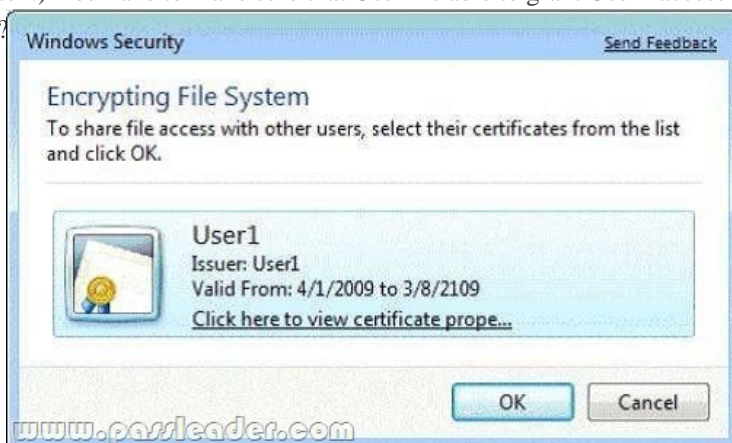 ?
Windows Security
Send Feedback
Encrypting File System
To share file access with other users, select their certificates from the list
and click OK.
User1
Issuer: User1
Valid From: 4/1/2009 to 3/8/2109
Click here to view certificate prope...
OK
Cancel
www.passleader.com